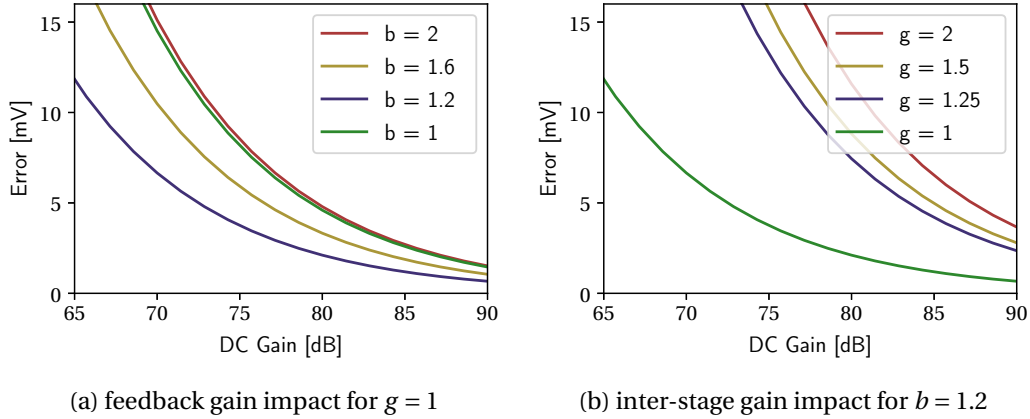 15
10
5
0
Error [mV]
b = 2
b = 1.6
b = 1.2
b = 1
65 70 75 80 85 90
DC Gain [dB]
(a) feedback gain impact for g = 1
15
10
5
0
Error [mV]
g = 2
g = 1.5
g = 1.25
g = 1
65 70 75 80 85 90
DC Gain [dB]
(b) inter-stage gain impact for b = 1.2